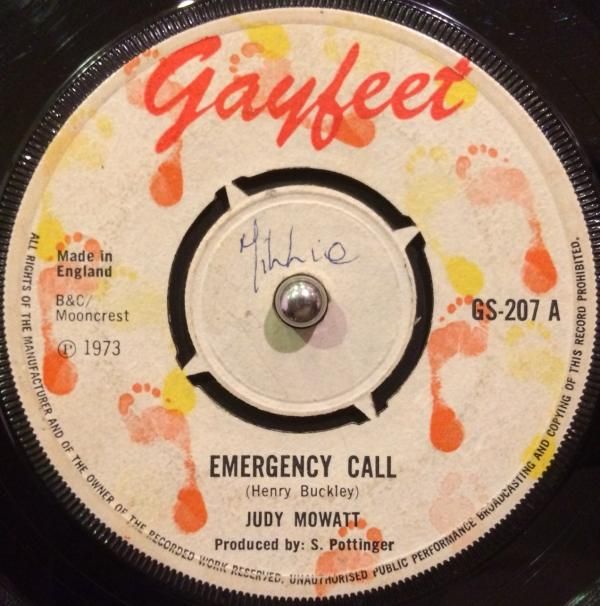 Gayfeet
Made in
England
B&C/
Mooncrest
℗ 1973
GS-207 A
EMERGENCY CALL
(Henry Buckley)
JUDY MOWATT
Produced by: S. Pottinger
ALL RIGHTS OF THE MANUFACTURER AND OF THE OWNER OF THE RECORDED WORK RESERVED. UNAUTHORISED PUBLIC PERFORMANCE BROADCASTING AND COPYING OF THIS RECORD PROHIBITED.